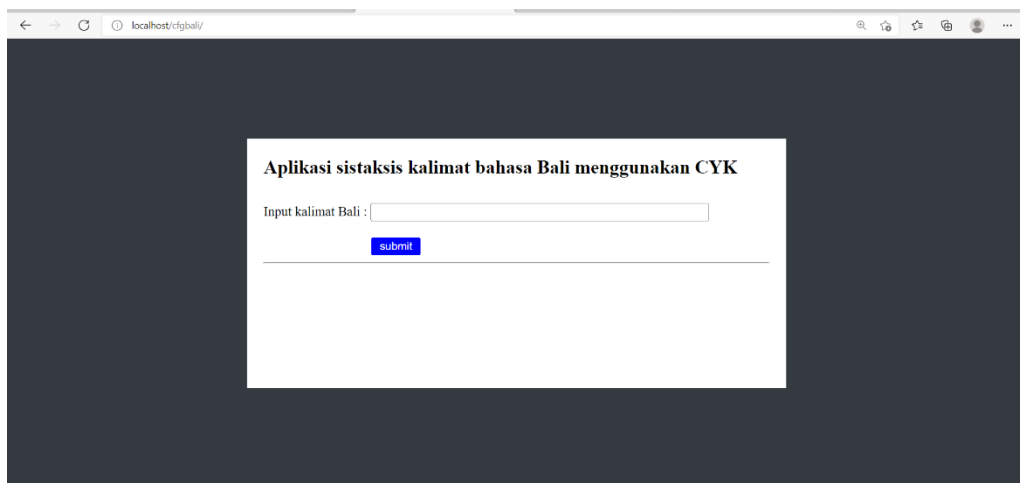 localhost/cfgbali/
Aplikasi sistaksis kalimat bahasa Bali menggunakan CYK
Input kalimat Bali :
submit